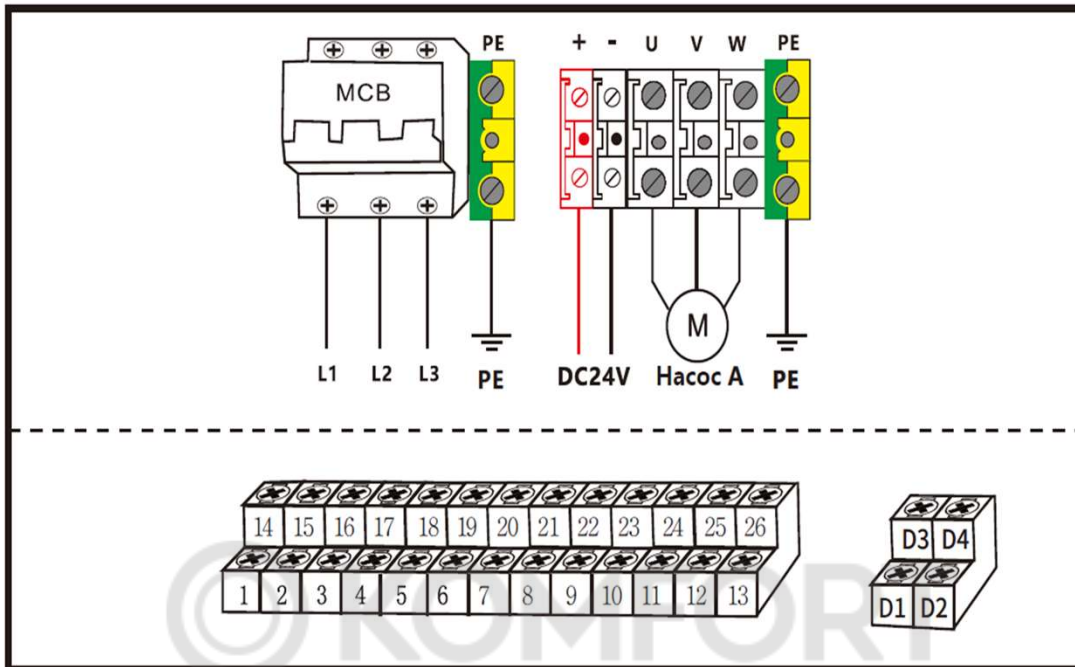 PE + - U V W PE
MCB
M
L1 L2 L3 PE DC24V Насос A PE
14 15 16 17 18 19 20 21 22 23 24 25 26
D3 D4
1 2 3 4 5 6 7 8 9 10 11 12 13
D1 D2
© KOMFORT